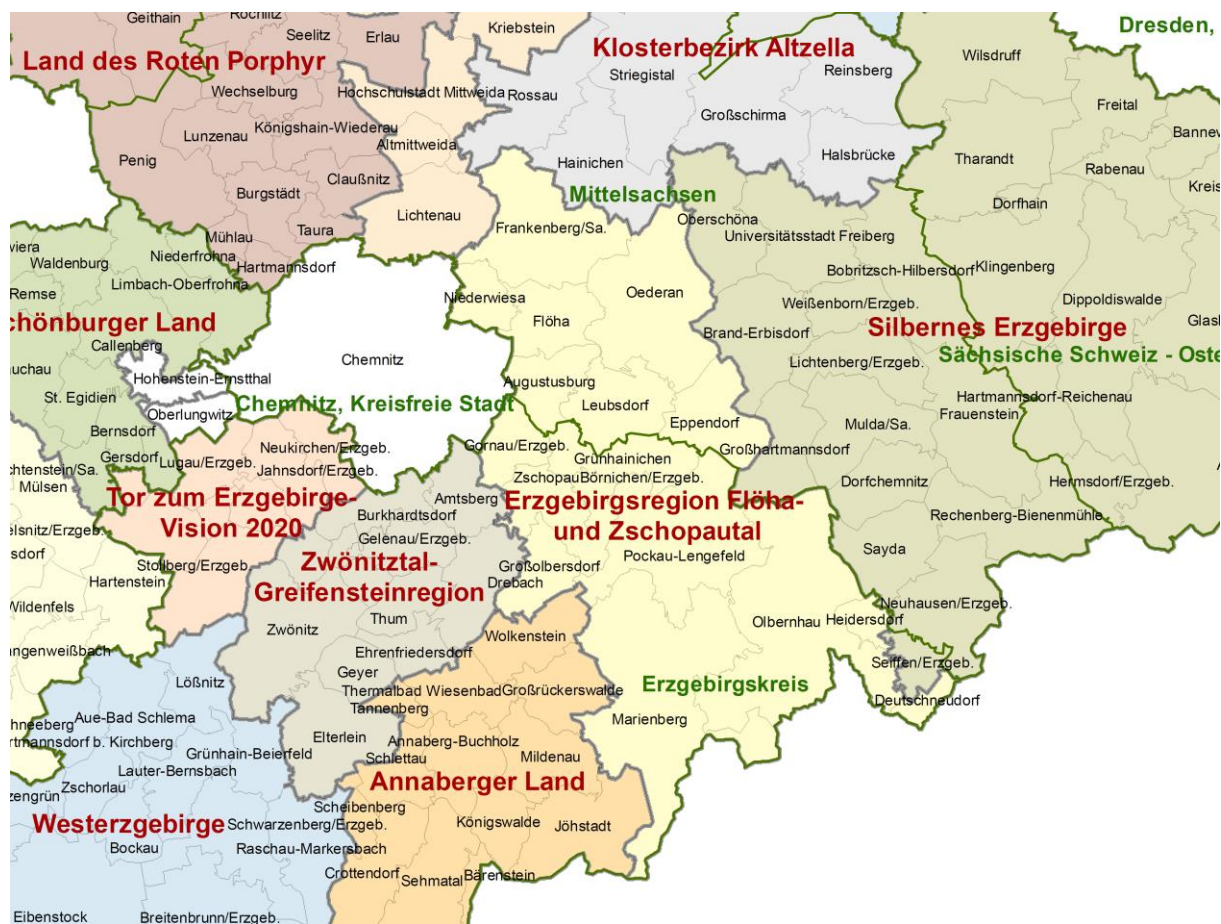 Geithain
Rochlitz
Seelitz
Erlau
Kriebstein
Dresden,
Land des Roten Porphyr
Klosterbezirk Altzella
Wilsdruff
Striegistal
Reinsberg
Wechselburg
Hochschulstadt Mittweida
Rossau
Freital
Großschirma
Lunzenau
Königshain-Wiederau
Altmittweida
Penig
Hainichen
Halsbrücke
Tharandt
Rabenau
Claußnitz
Burgstädt
Mittelsachsen
Dorfhain
Lichtenau
Oberschöna
Frankenberg/Sa.
Taura
Mühlau
Universitätsstadt Freiberg
Niederfrohna
Waldenburg
Hartmannsdorf
Bobritzsch-Hilbersdorf
Klingenberg
Limbach-Oberfrohna
Remse
Niederwiesa
Oederan
Dippoldiswalde
Weißenborn/Erzgeb.
Flöha
Silbernes Erzgebirge
Brand-Erbisdorf
Callenberg
Chemnitz
Lichtenberg/Erzgeb.
Hohenstein-Ernstthal
Augustusburg
St. Egidien
Chemnitz, Kreisfreie Stadt
Leubsdorf
Hartmannsdorf-Reichenau
Oberlungwitz
Frauenstein
Eppendorf
Mulda/Sa.
Bernsdorf
Neukirchen/Erzgeb.
Gornau/Erzgeb.
Großhartmannsdorf
Gersdorf
Lugau/Erzgeb.
Grünhainichen
Jahnsdorf/Erzgeb.
Zschopau
Börnichen/Erzgeb.
Dorfchemnitz
Hermsdorf/Erzgeb.
Mülsen
Tor zum Erzgebirge-
Vision 2020
Amtsberg
Erzgebirgsregion Flöha-
und Zschopautal
Burkhardtsdorf
Rechenberg-Bienenmühle
Gelenau/Erzgeb.
Sayda
Pockau-Lengefeld
Stollberg/Erzgeb.
Zwönitztal-
Greifensteinregion
Großolbersdorf
Hartenstein
Drebach
Wildenfels
Neuhausen/Erzgeb.
Thum
Olbernhau
Heidersdorf
Zwönitz
Wolkenstein
Ehrenfriedersdorf
Seiffen/Erzgeb.
Geyer
Lößnitz
Erzgebirgskreis
Thermalbad Wiesenbad
Großrückerswalde
Deutschneudorf
Tannenberg
Aue-Bad Schlema
Marienberg
Elterlein
Annaberg-Buchholz
Grünhain-Beierfeld
Schlettau
Mildenau
Lauter-Bernsbach
Annaberger Land
Zschorlau
Scheibenberg
Westerzgebirge
Schwarzenberg/Erzgeb.
Königswalde
Jöhstadt
Bockau
Raschau-Markersbach
Crottendorf
Sehmatal
Bärenstein
Eibenstock
Breitenbrunn/Erzgeb.